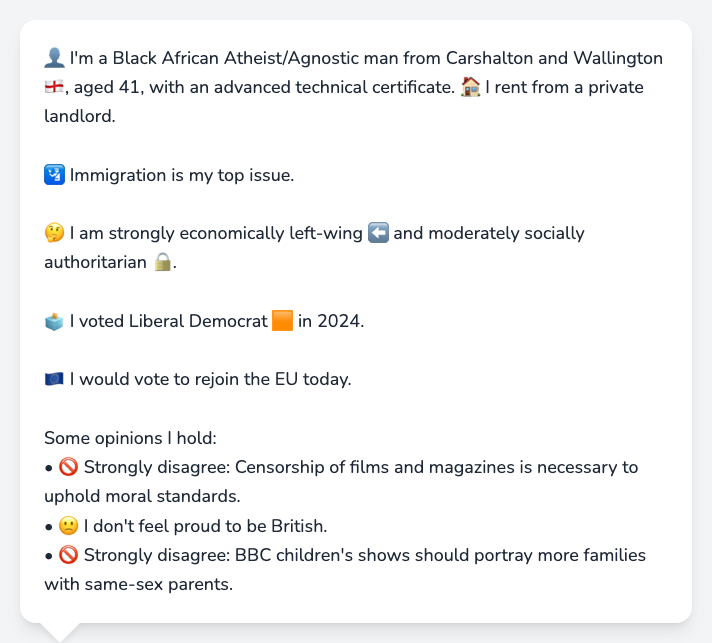 👤 I'm a Black African Atheist/Agnostic man from Carshalton and Wallington
🏴󠁧󠁢󠁥󠁮󠁧󠁿, aged 41, with an advanced technical certificate. 🏠 I rent from a private
landlord.
🛂 Immigration is my top issue.
🤔 I am strongly economically left-wing ⬅️ and moderately socially
authoritarian 🔒.
🗳️ I voted Liberal Democrat 🟧 in 2024.
🇪🇺 I would vote to rejoin the EU today.
Some opinions I hold:
• 🚫 Strongly disagree: Censorship of films and magazines is necessary to
uphold moral standards.
• 🙁 I don't feel proud to be British.
• 🚫 Strongly disagree: BBC children's shows should portray more families
with same-sex parents.